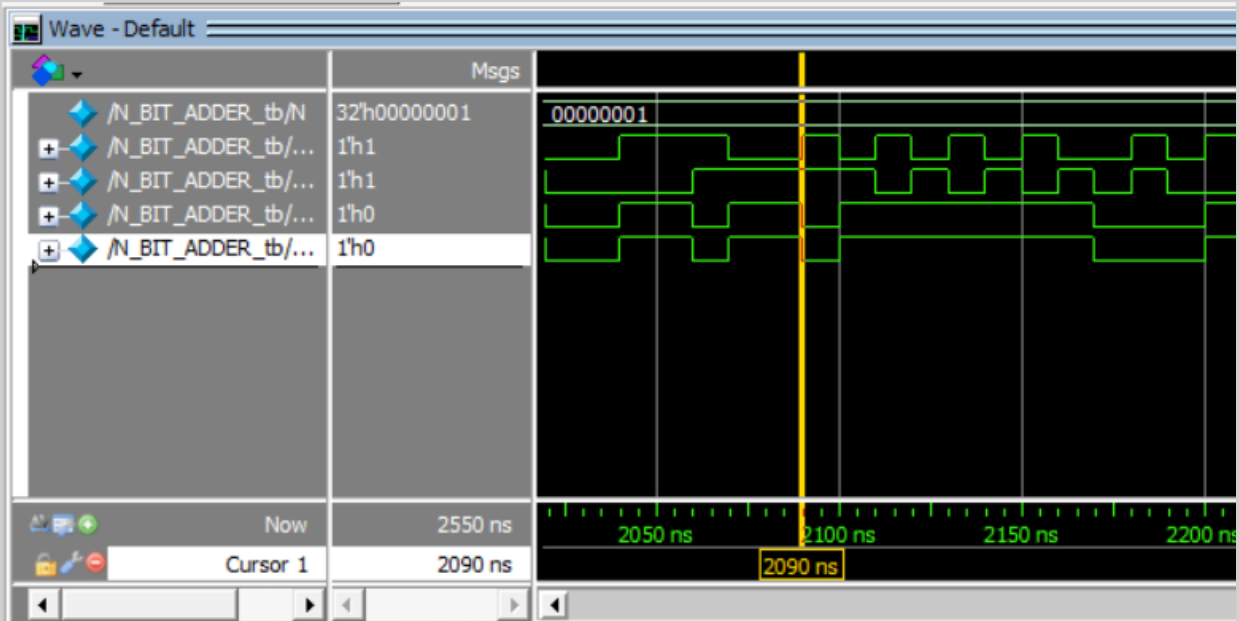 Wave - Default
Msgs
/N_BIT_ADDER_tb/N 32'h00000001 00000001
/N_BIT_ADDER_tb/... 1'h1
/N_BIT_ADDER_tb/... 1'h1
/N_BIT_ADDER_tb/... 1'h0
/N_BIT_ADDER_tb/... 1'h0
Now 2550 ns 2050 ns 2100 ns 2150 ns 2200 ns
Cursor 1 2090 ns 2090 ns